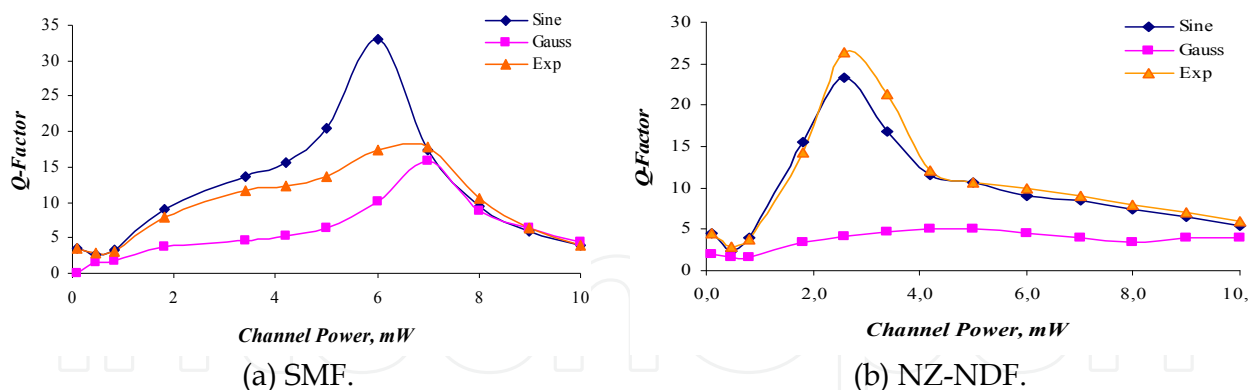 35
30
25
20
15
10
5
0
Q-Factor
0 2 4 6 8 10
Channel Power, mW
Sine
Gauss
Exp
(a) SMF.
30
25
20
15
10
5
0
Q-Factor
0,0 2,0 4,0 6,0 8,0 10,
Channel Power, mW
Sine
Gauss
Exp
(b) NZ-NDF.